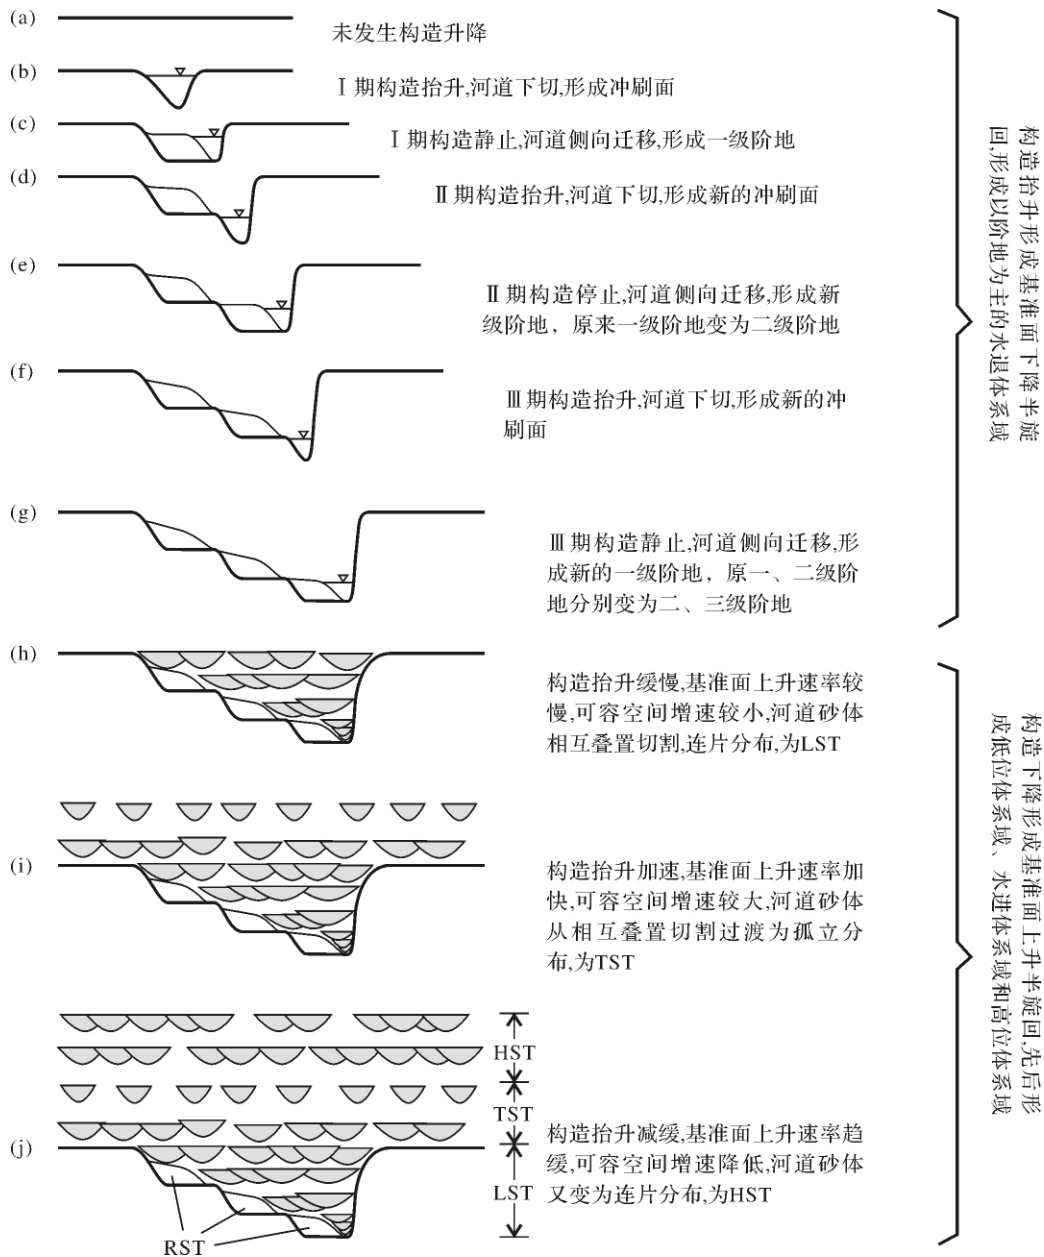 (a)
未发生构造升降
(b)
Ⅰ期构造抬升,河道下切,形成冲刷面
(c)
Ⅰ期构造静止,河道侧向迁移,形成一级阶地
(d)
Ⅱ期构造抬升,河道下切,形成新的冲刷面
(e)
Ⅱ期构造停止,河道侧向迁移,形成新
级阶地，原来一级阶地变为二级阶地
(f)
Ⅲ期构造抬升,河道下切,形成新的冲
刷面
(g)
Ⅲ期构造静止,河道侧向迁移,形
成新的一级阶地，原一、二级阶
地分别变为二、三级阶地
构造抬升形成基准面下降半旋
回,形成以阶地为主的水退体系域
(h)
构造抬升缓慢,基准面上升速率较
慢,可容空间增速较小,河道砂体
相互叠置切割,连片分布,为LST
(i)
构造抬升加速,基准面上升速率加
快,可容空间增速较大,河道砂体
从相互叠置切割过渡为孤立分
布,为TST
(j)
HST
TST
LST
RST
构造抬升减缓,基准面上升速率趋
缓,可容空间增速降低,河道砂体
又变为连片分布,为HST
构造下降形成基准面上升半旋回,先后形
成低位体系域、水进体系域和高位体系域